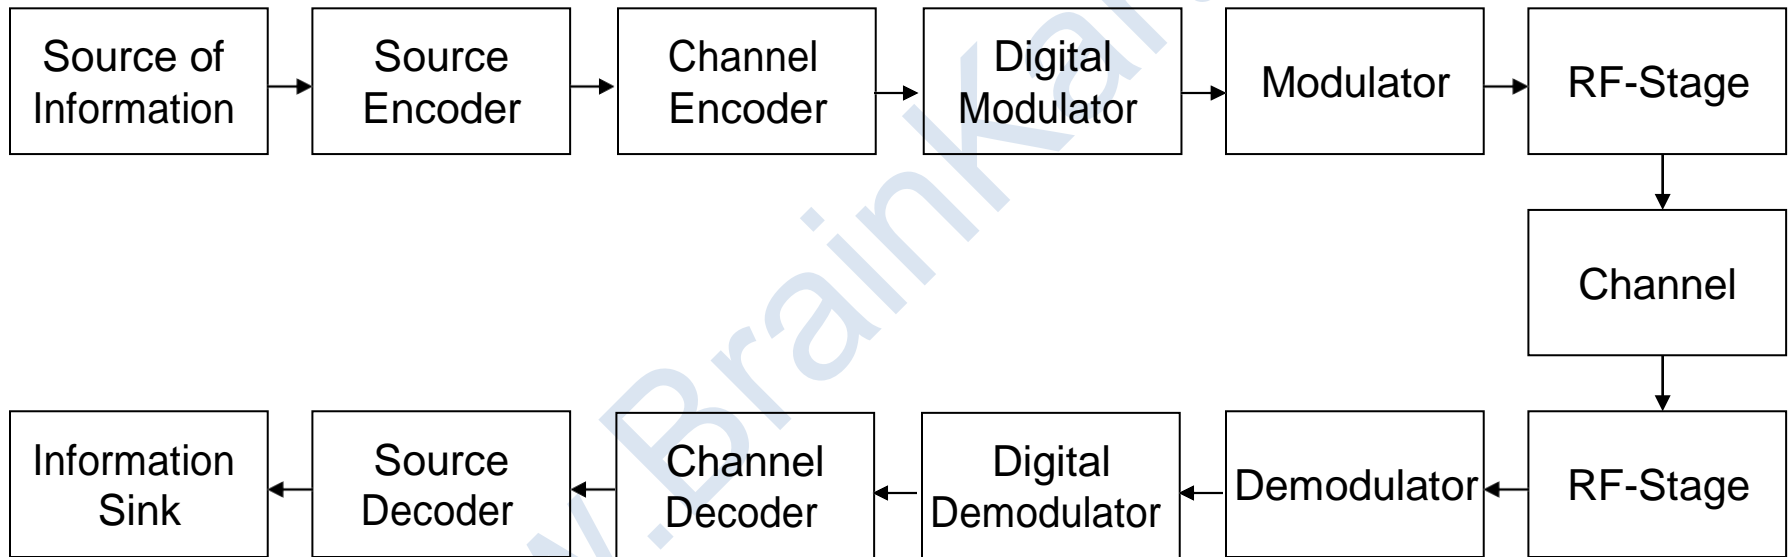 Source of
Information
Source
Encoder
Channel
Encoder
Digital
Modulator
Modulator
RF-Stage
Channel
Information
Sink
Source
Decoder
Channel
Decoder
Digital
Demodulator
Demodulator
RF-Stage